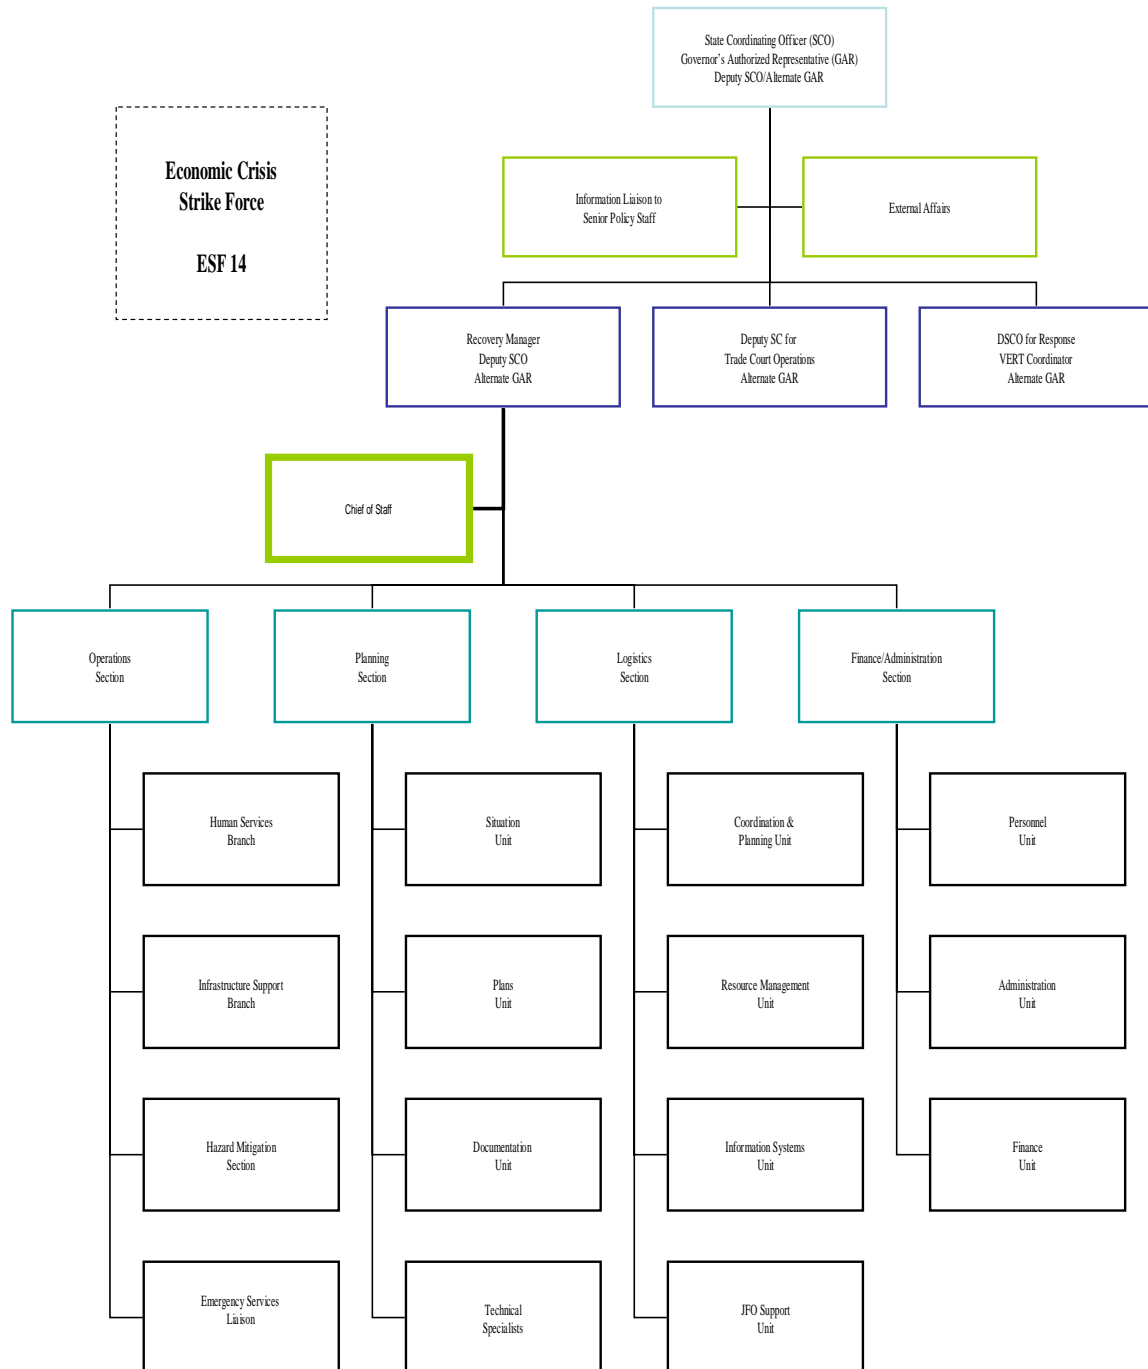 State Coordinating Officer (SCO)
Governor's Authorized Representative (GAR)
Deputy SCO/Alternate GAR
Economic Crisis
Strike Force
ESF 14
Information Liaison to
Senior Policy Staff
External Affairs
Recovery Manager
Deputy SCO
Alternate GAR
Deputy SC for
Trade Court Operations
Alternate GAR
DSCO for Response
VERT Coordinator
Alternate GAR
Chief of Staff
Operations
Section
Planning
Section
Logistics
Section
Finance/Administration
Section
Human Services
Branch
Situation
Unit
Coordination &
Planning Unit
Personnel
Unit
Infrastructure Support
Branch
Plans
Unit
Resource Management
Unit
Administration
Unit
Hazard Mitigation
Section
Documentation
Unit
Information Systems
Unit
Finance
Unit
Emergency Services
Liaison
Technical
Specialists
JFO Support
Unit